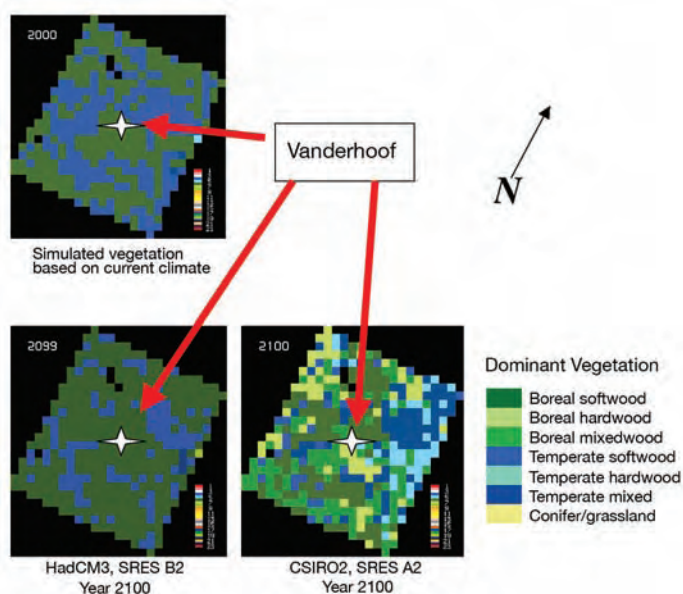 2000
Vanderhoof
N
Simulated vegetation
based on current climate
2099
2100
Dominant Vegetation
Boreal softwood
Boreal hardwood
Boreal mixedwood
Temperate softwood
Temperate hardwood
Temperate mixed
Conifer/grassland
HadCM3, SRES B2
Year 2100
CSIRO2, SRES A2
Year 2100